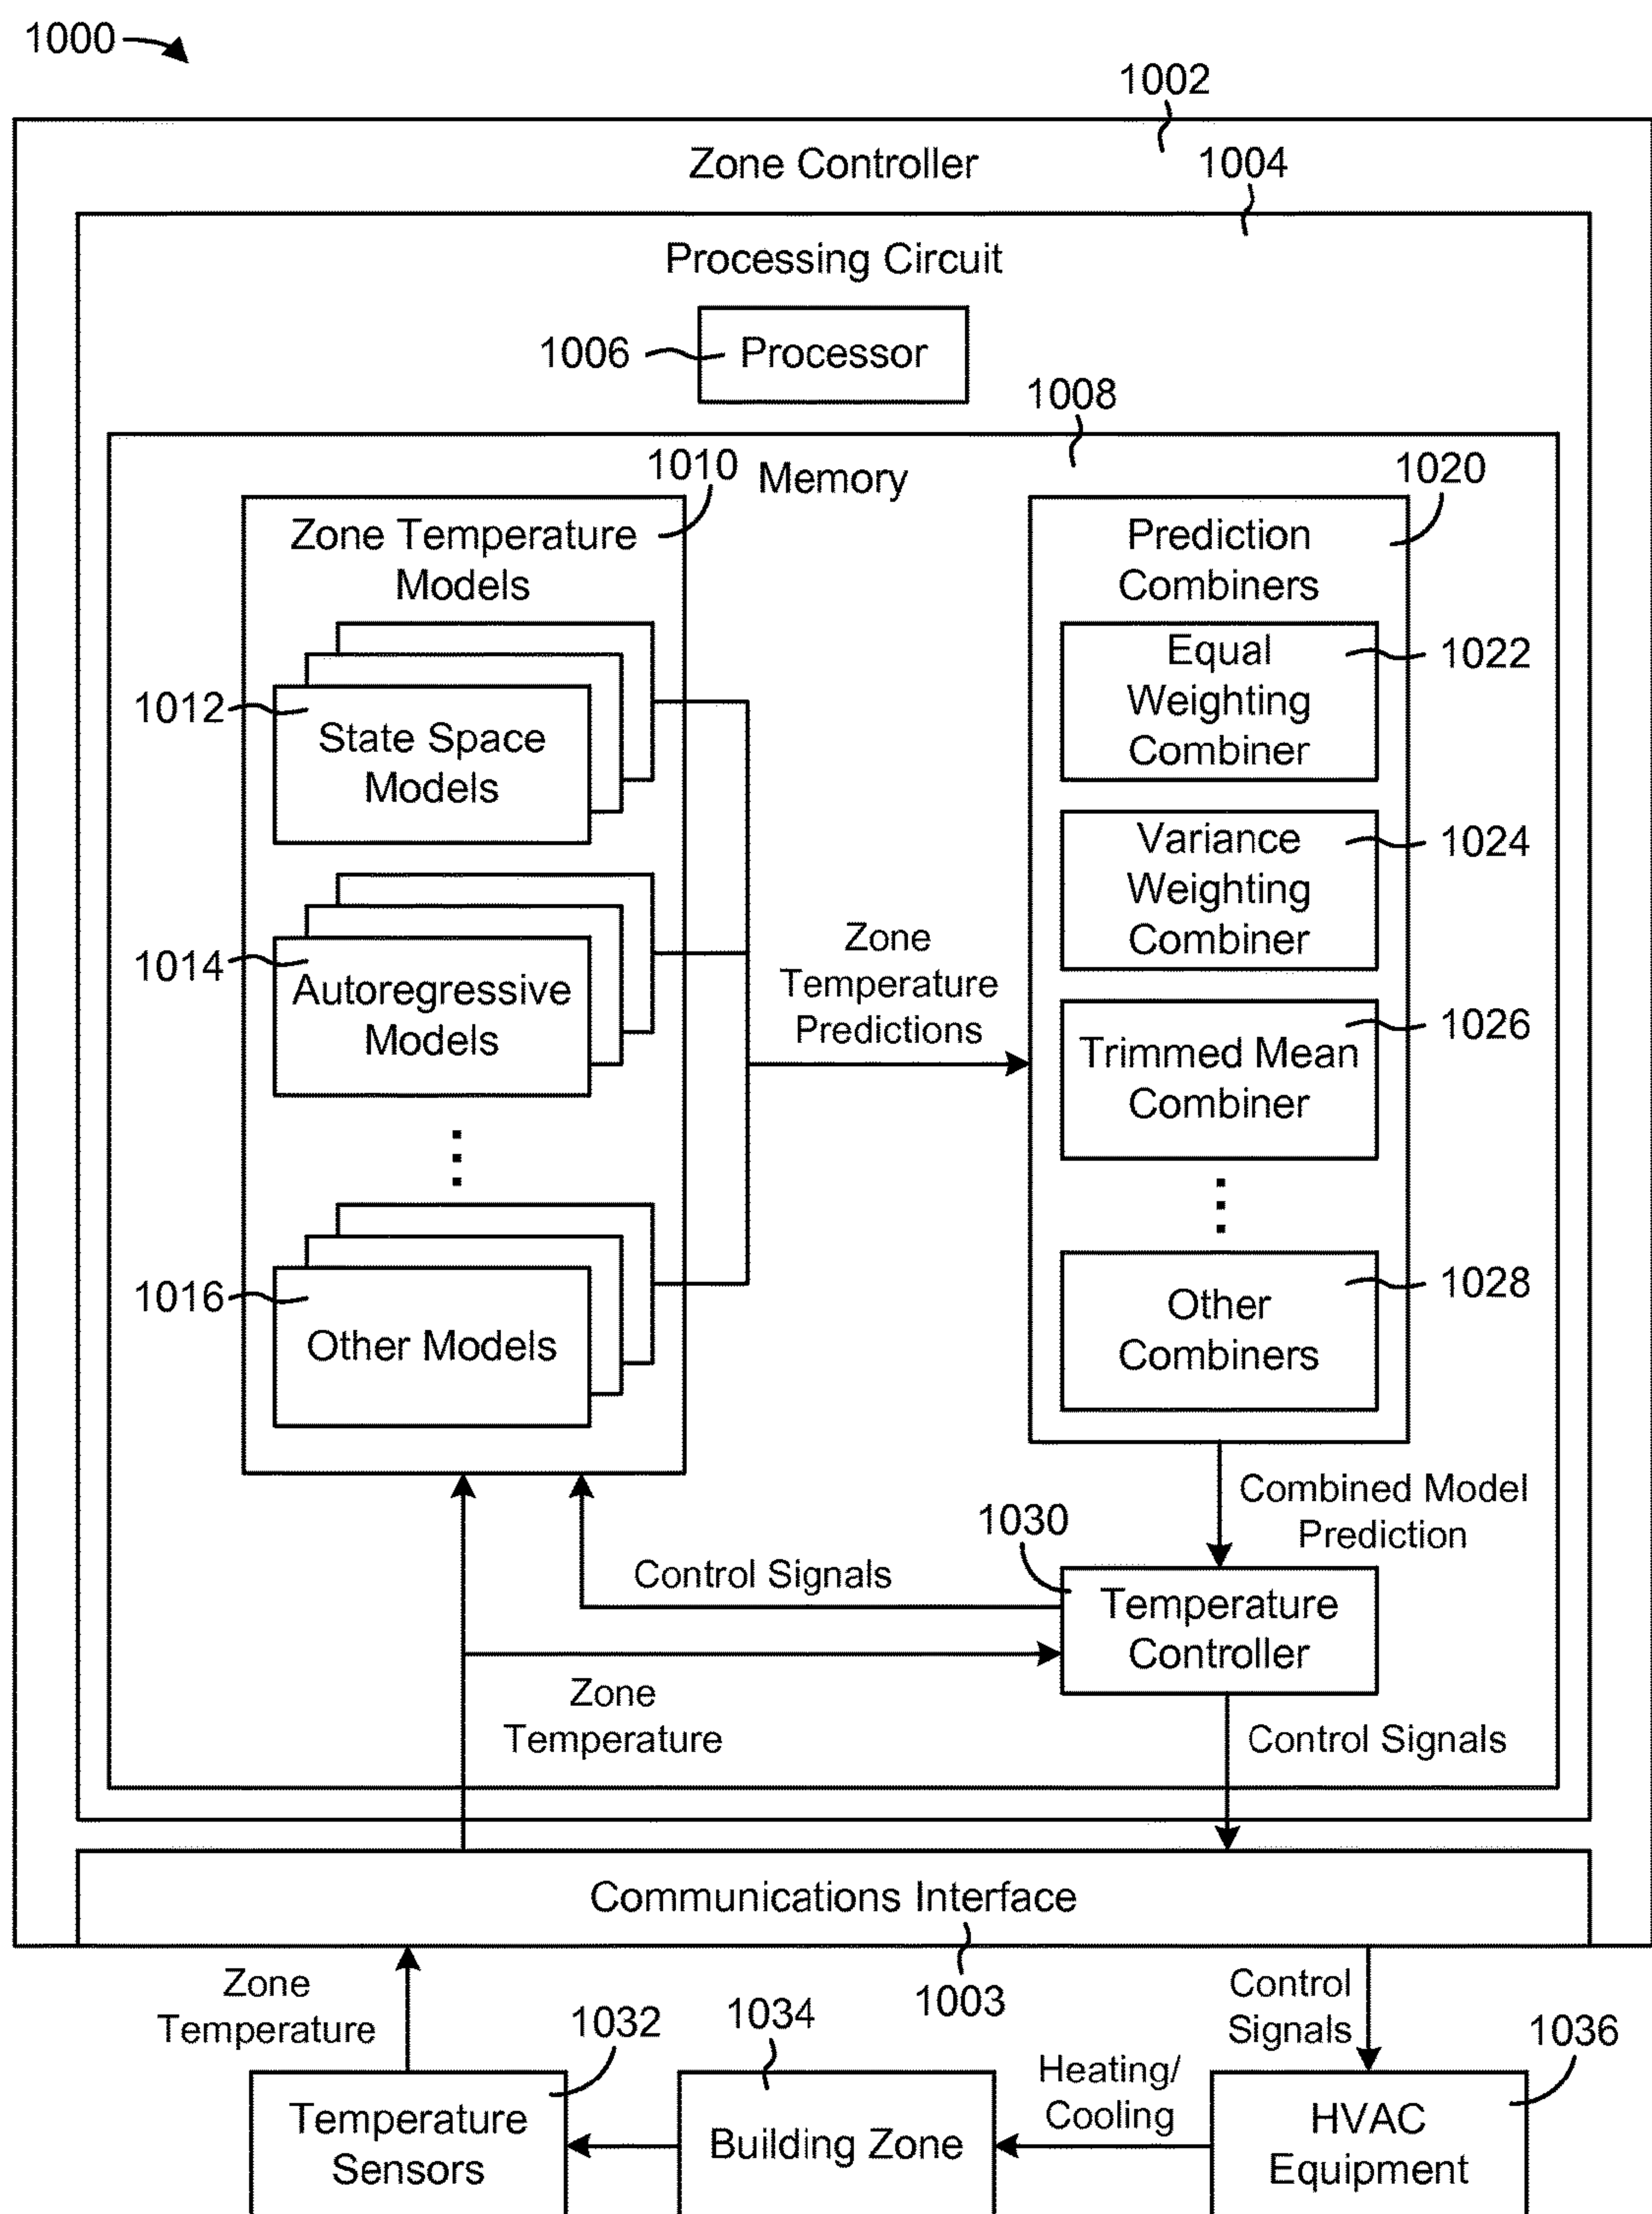 1000
1002
Zone Controller
1004
Processing Circuit
1006
Processor
1008
Memory
1010
Zone Temperature
Models
1012
State Space
Models
1014
Autoregressive
Models
1016
Other Models
Zone
Temperature
Predictions
1020
Prediction
Combiners
Equal
Weighting
Combiner
1022
Variance
Weighting
Combiner
1024
Trimmed Mean
Combiner
1026
Other
Combiners
1028
Combined Model
Prediction
1030
Temperature
Controller
Control Signals
Zone
Temperature
Control Signals
Communications Interface
1003
Zone
Temperature
1032
Temperature
Sensors
1034
Building Zone
Heating/
Cooling
Control
Signals
1036
HVAC
Equipment